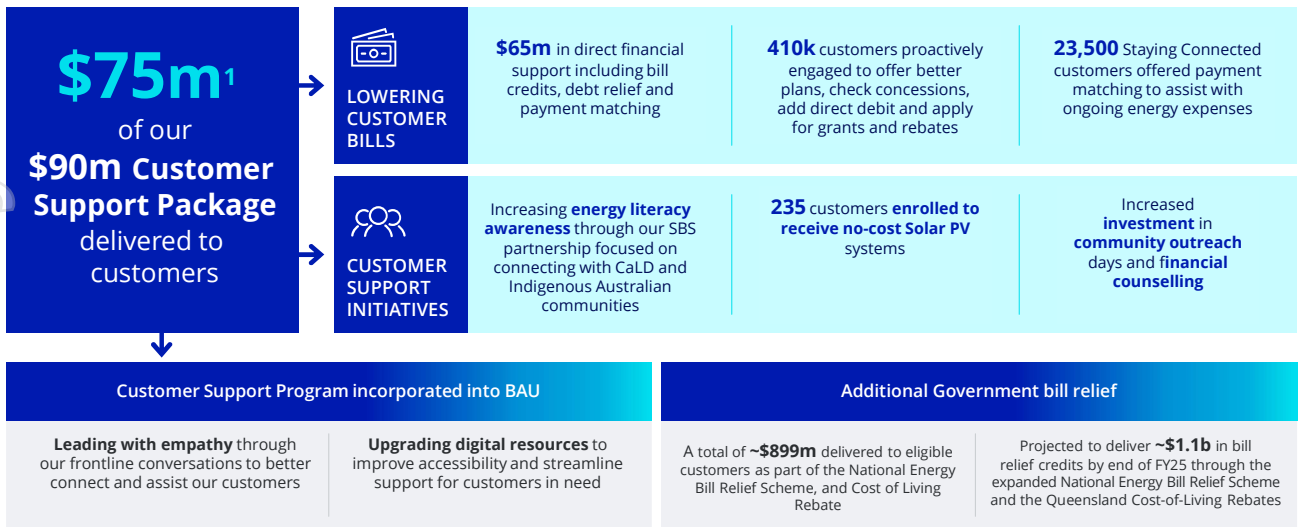 $75m1
of our
$90m Customer
Support Package
delivered to
customers
LOWERING
CUSTOMER
BILLS
$65m in direct financial
support including bill
credits, debt relief and
payment matching
410k customers proactively
engaged to offer better
plans, check concessions,
add direct debit and apply
for grants and rebates
23,500 Staying Connected
customers offered payment
matching to assist with
ongoing energy expenses
CUSTOMER
SUPPORT
INITIATIVES
Increasing energy literacy
awareness through our SBS
partnership focused on
connecting with CaLD and
Indigenous Australian
communities
235 customers enrolled to
receive no-cost Solar PV
systems
Increased
investment in
community outreach
days and financial
counselling
Customer Support Program incorporated into BAU
Leading with empathy through
our frontline conversations to better
connect and assist our customers
Upgrading digital resources to
improve accessibility and streamline
support for customers in need
Additional Government bill relief
A total of ~$899m delivered to eligible
customers as part of the National Energy
Bill Relief Scheme, and Cost of Living
Rebate
Projected to deliver ~$1.1b in bill
relief credits by end of FY25 through the
expanded National Energy Bill Relief Scheme
and the Queensland Cost-of-Living Rebates